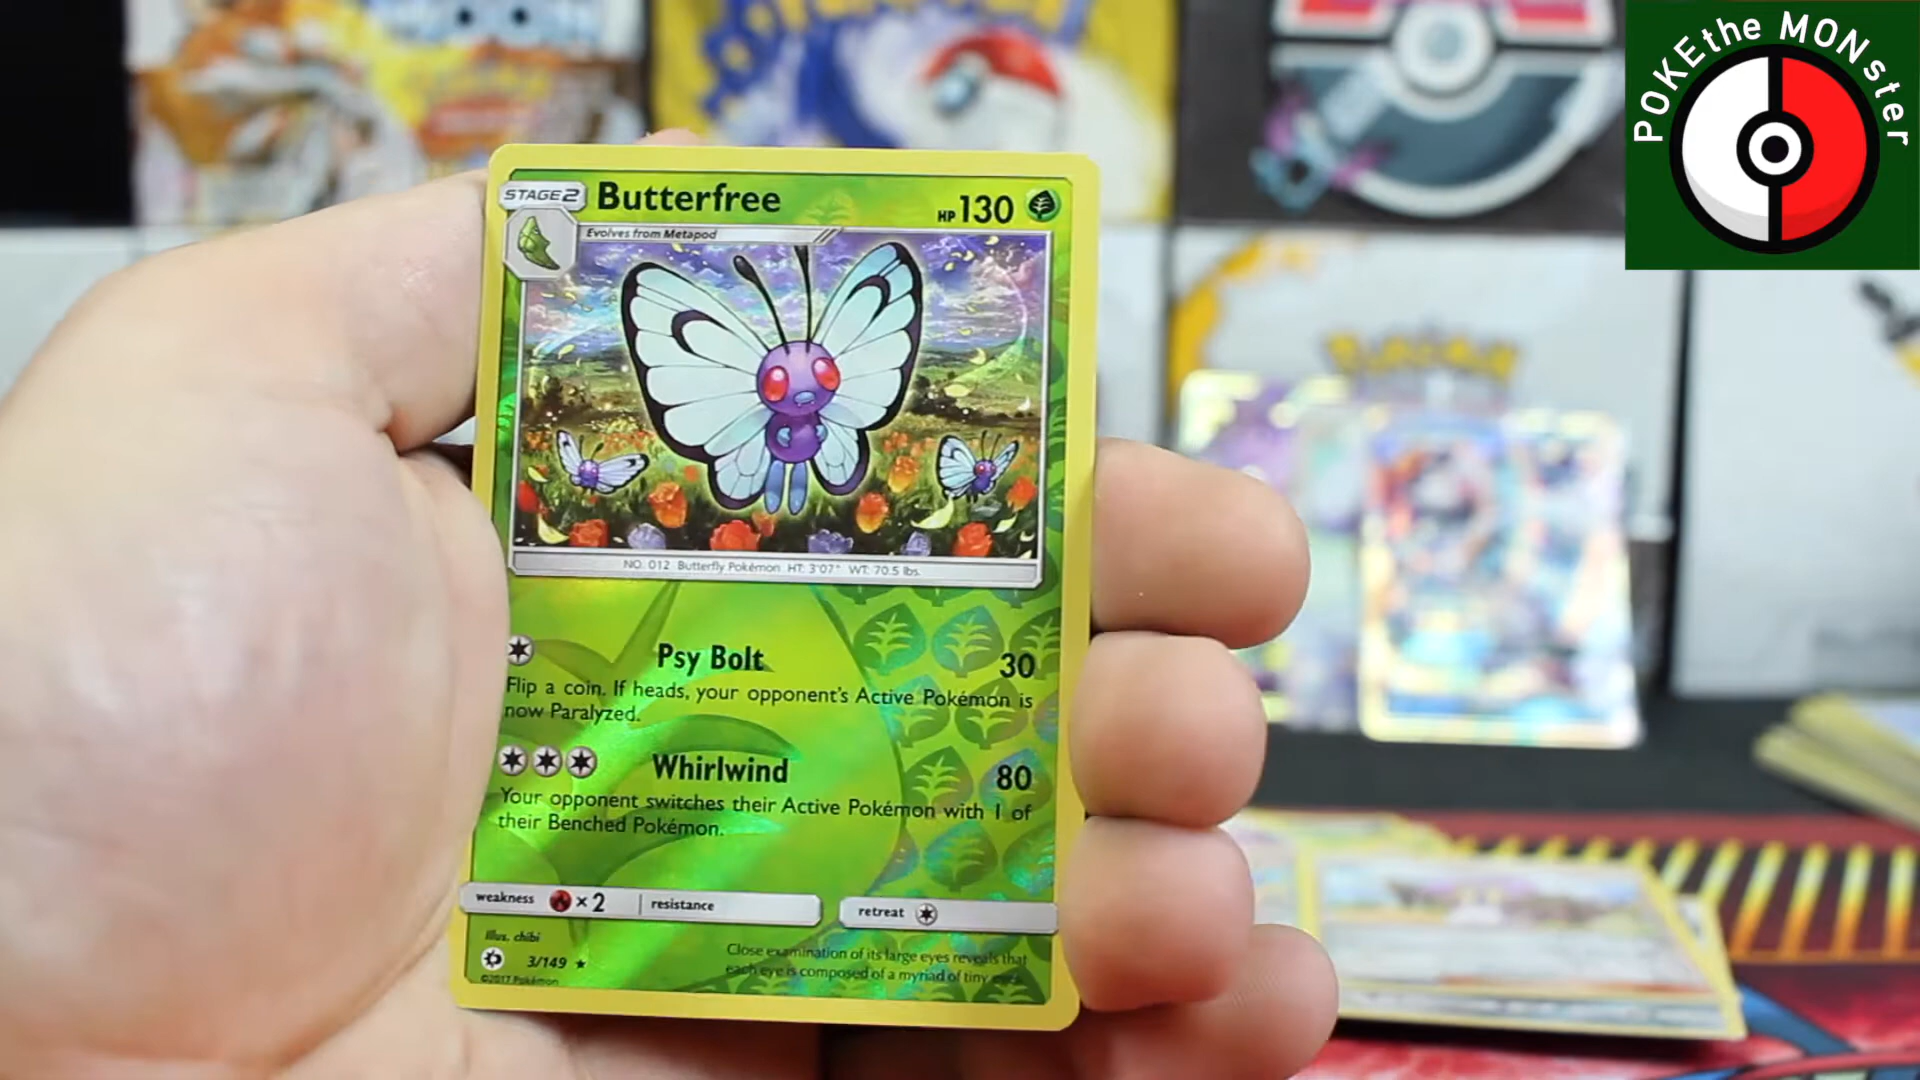 POKEthe MONster
STAGE2 Butterfree HP 130
Evolves from Metapod
NO. 012 Butterfly Pokémon HT: 3'07" WT: 70.5 lbs.
Psy Bolt 30
Flip a coin. If heads, your opponent's Active Pokémon is
now Paralyzed.
Whirlwind 80
Your opponent switches their Active Pokémon with 1 of
their Benched Pokémon.
weakness ×2 resistance retreat
Illus. chibi
3/149
©2017 Pokémon
Close examination of its large eyes reveals that
each eye is composed of a myriad of tiny